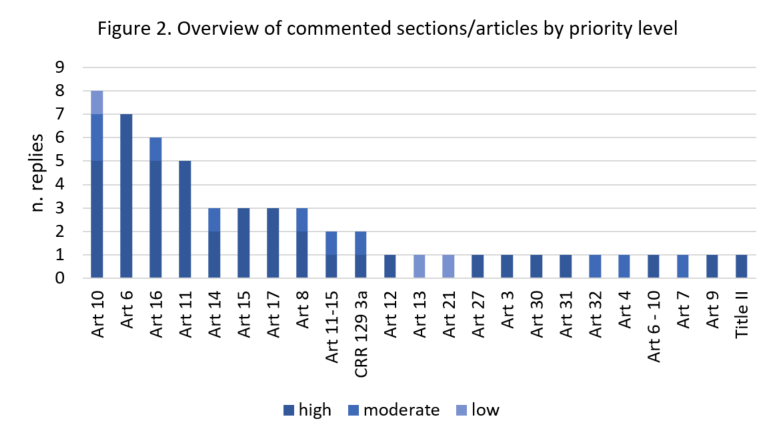 Figure 2. Overview of commented sections/articles by priority level
9
8
7
6
5
4
3
2
1
0
n. replies
Art 10
Art 6
Art 16
Art 11
Art 14
Art 15
Art 17
Art 8
Art 11-15
CRR 129 3a
Art 12
Art 13
Art 21
Art 27
Art 3
Art 30
Art 31
Art 32
Art 4
Art 6 - 10
Art 7
Art 9
Title II
high moderate low